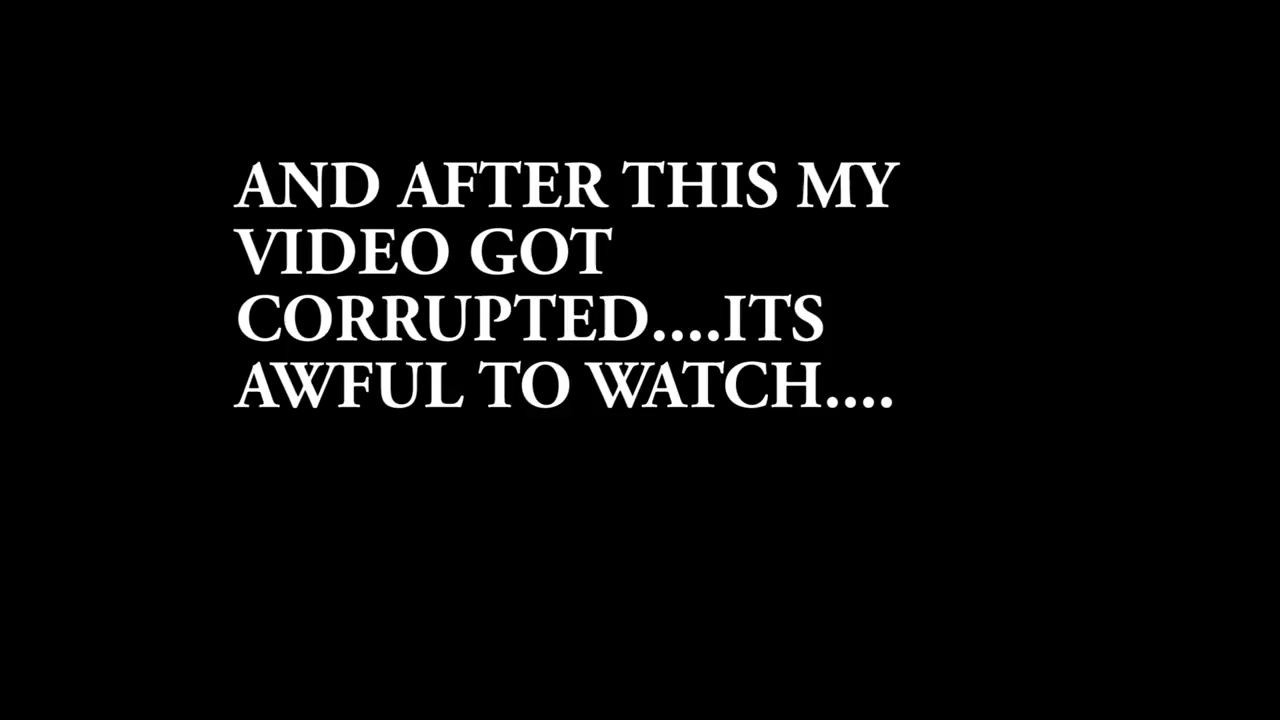 AND AFTER THIS MY
VIDEO GOT
CORRUPTED....ITS
AWFUL TO WATCH....